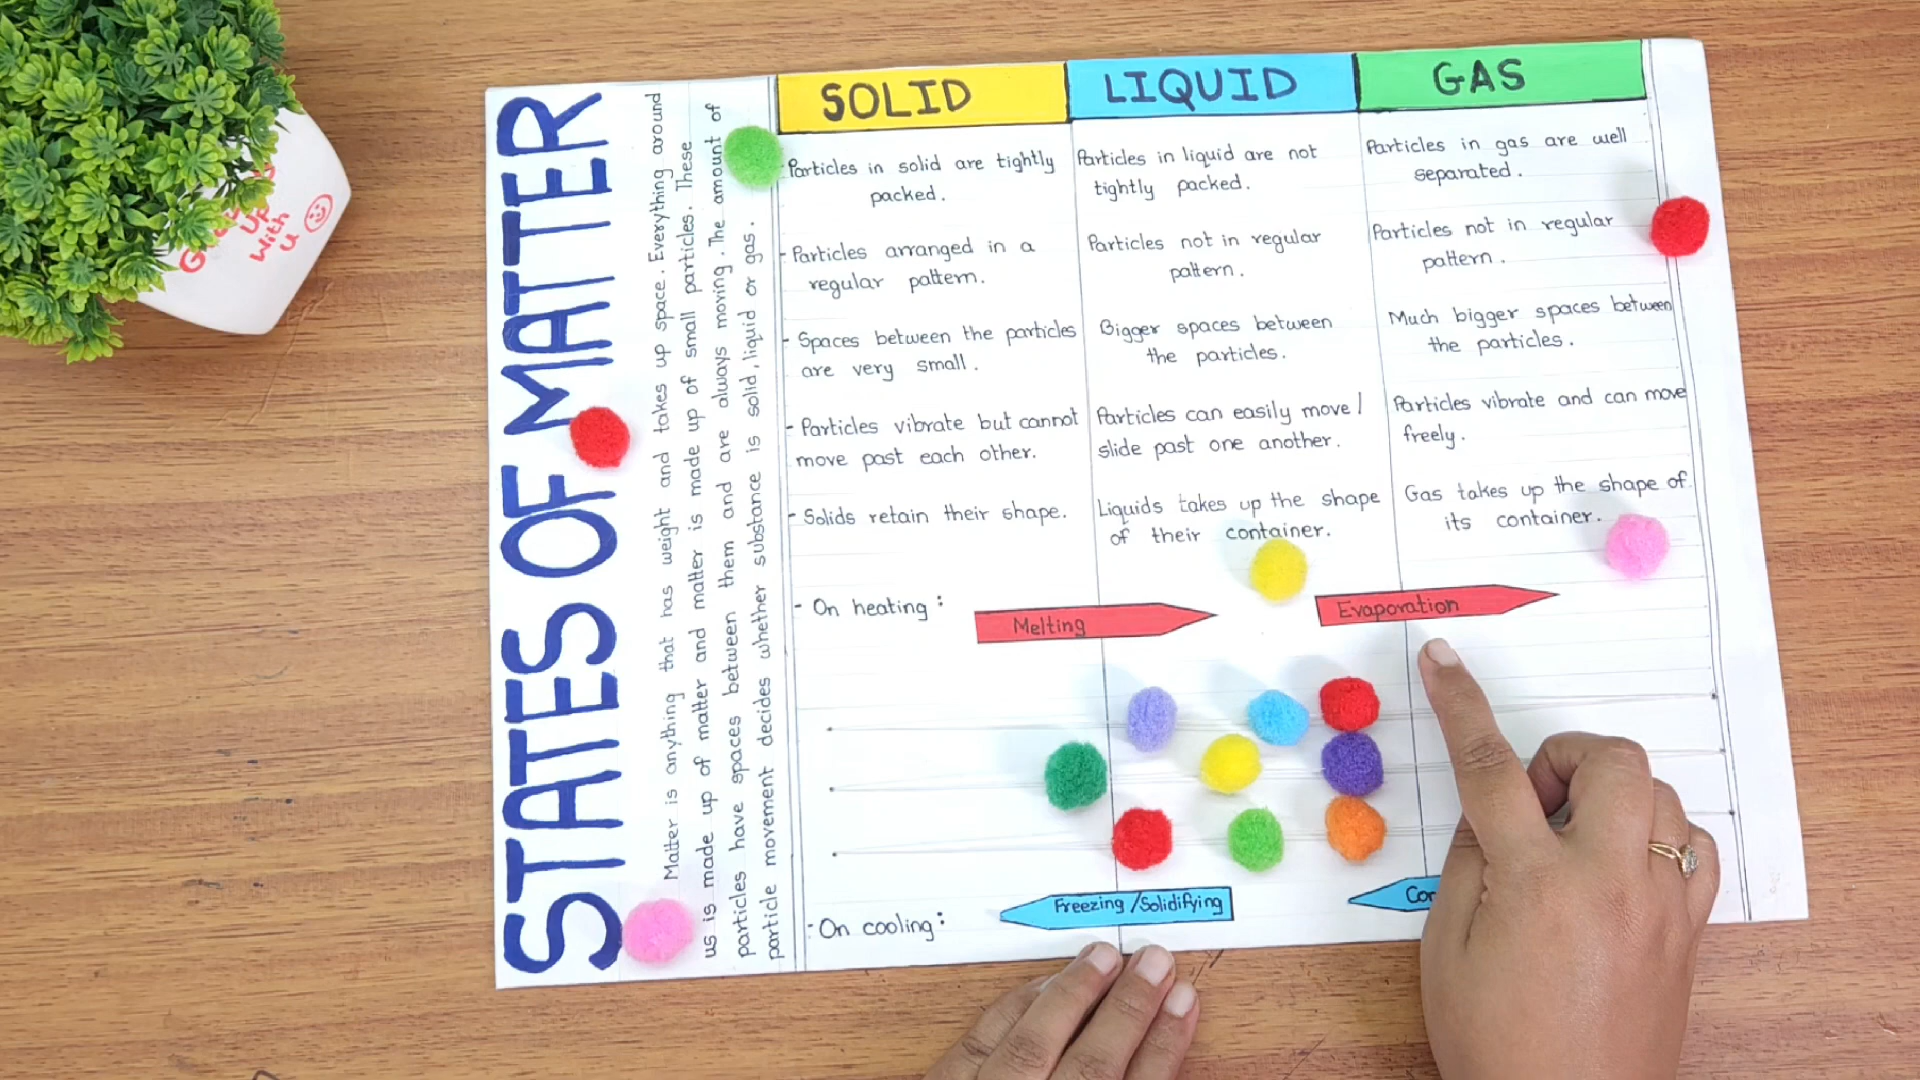 STATES OF MATTER
Matter is anything that has weight and takes up space. Everything around
us is made up of matter and matter is made up of small particles. These
particles have spaces between them and are always moving. The amount of
particle movement decides whether substance is solid, liquid or gas.
SOLID
- Particles in solid are tightly
packed.
- Particles arranged in a
regular pattern.
- Spaces between the particles
are very small.
- Particles vibrate but cannot
move past each other.
- Solids retain their shape.
LIQUID
Particles in liquid are not
tightly packed.
Particles not in regular
pattern.
Bigger spaces between
the particles.
Particles can easily move/
slide past one another.
Liquids takes up the shape
of their container.
GAS
Particles in gas are well
separated.
Particles not in regular
pattern.
Much bigger spaces between
the particles.
Particles vibrate and can move
freely.
Gas takes up the shape of
its container.
- On heating:
Melting
Evaporation
- On cooling:
Freezing/Solidifying
Up
With
U